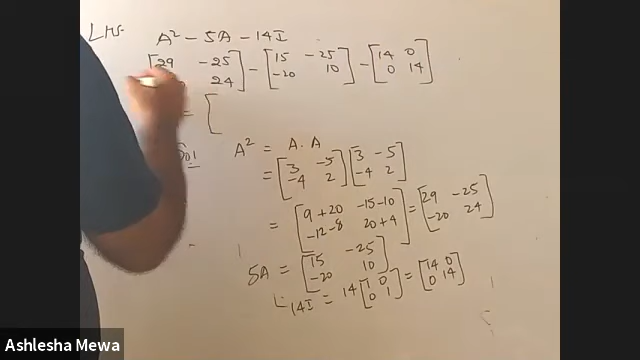 LHS A² - 5A - 14I
[29 -25 24] - [15 -25 -20 10] - [14 0 0 14]
= [
Sol A² = A. A
= [3 -5 -4 2] [3 -5 -4 2]
= [9+20 -15-10 -12-8 20+4] = [29 -25 -20 24]
5A = [15 -25 -20 10]
14I = 14 [1 0 0 1] = [14 0 0 14]
Ashlesha Mewa